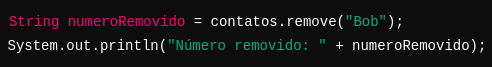 String numeroRemovido = contatos.remove("Bob");
System.out.println("Número removido: " + numeroRemovido);